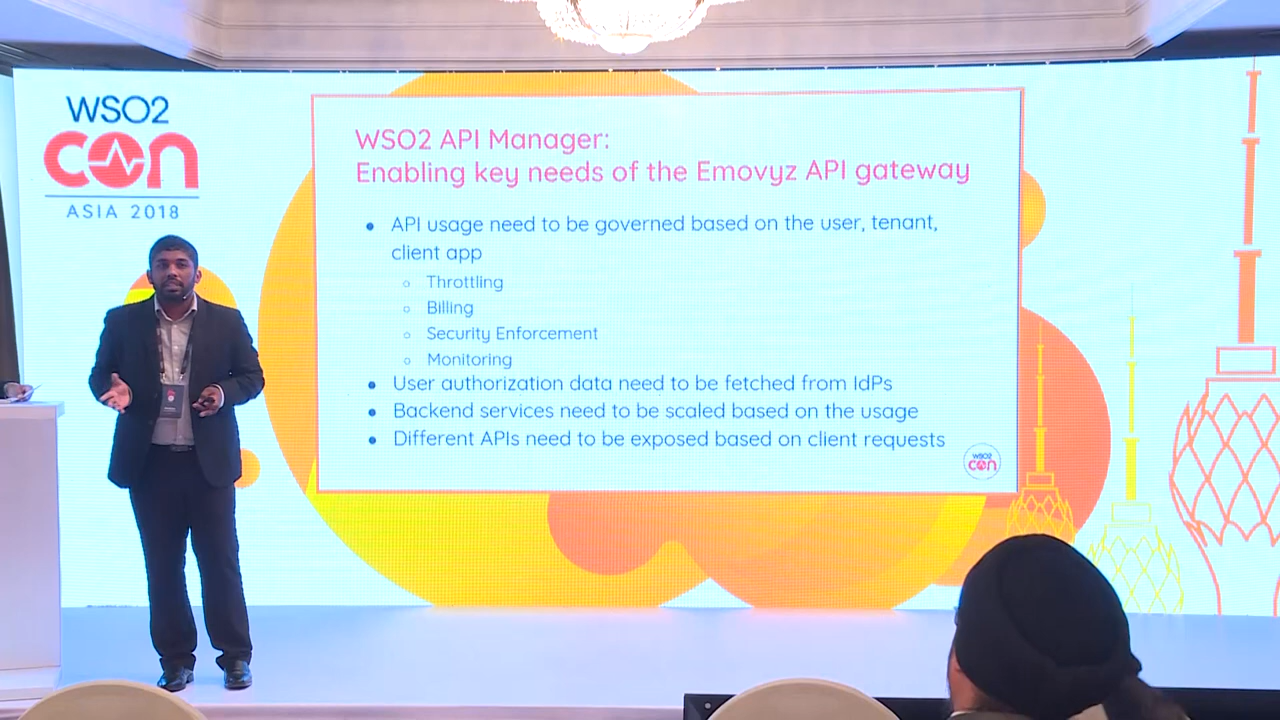 WSO2
CON
ASIA 2018
WSO2 API Manager:
Enabling key needs of the Emovyz API gateway
● API usage need to be governed based on the user, tenant,
client app
○ Throttling
○ Billing
○ Security Enforcement
○ Monitoring
● User authorization data need to be fetched from IdPs
● Backend services need to be scaled based on the usage
● Different APIs need to be exposed based on client requests
WSO2
CON